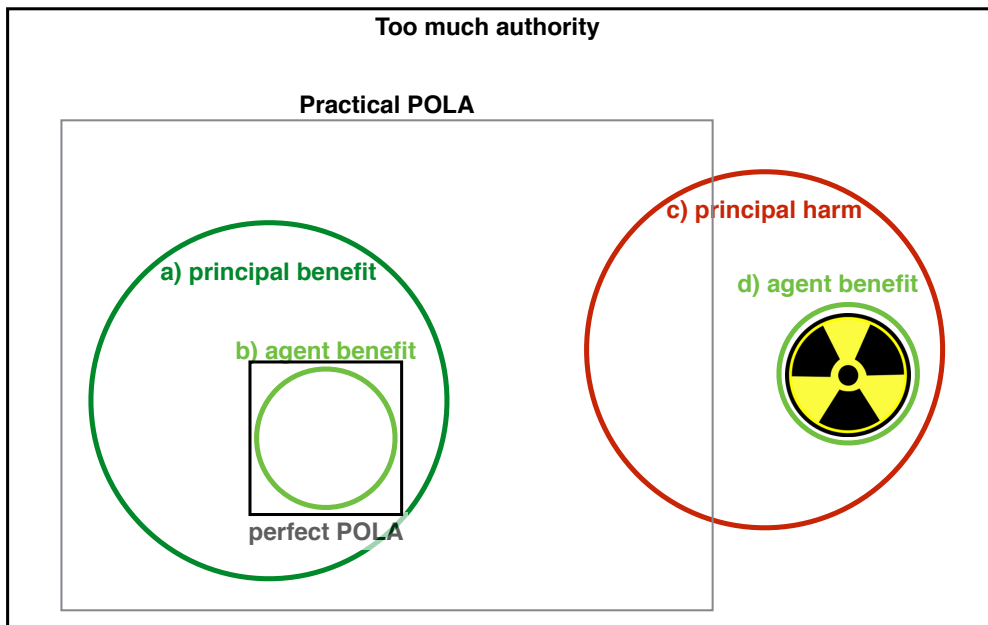 Too much authority
Practical POLA
c) principal harm
a) principal benefit
d) agent benefit
b) agent benefit
perfect POLA